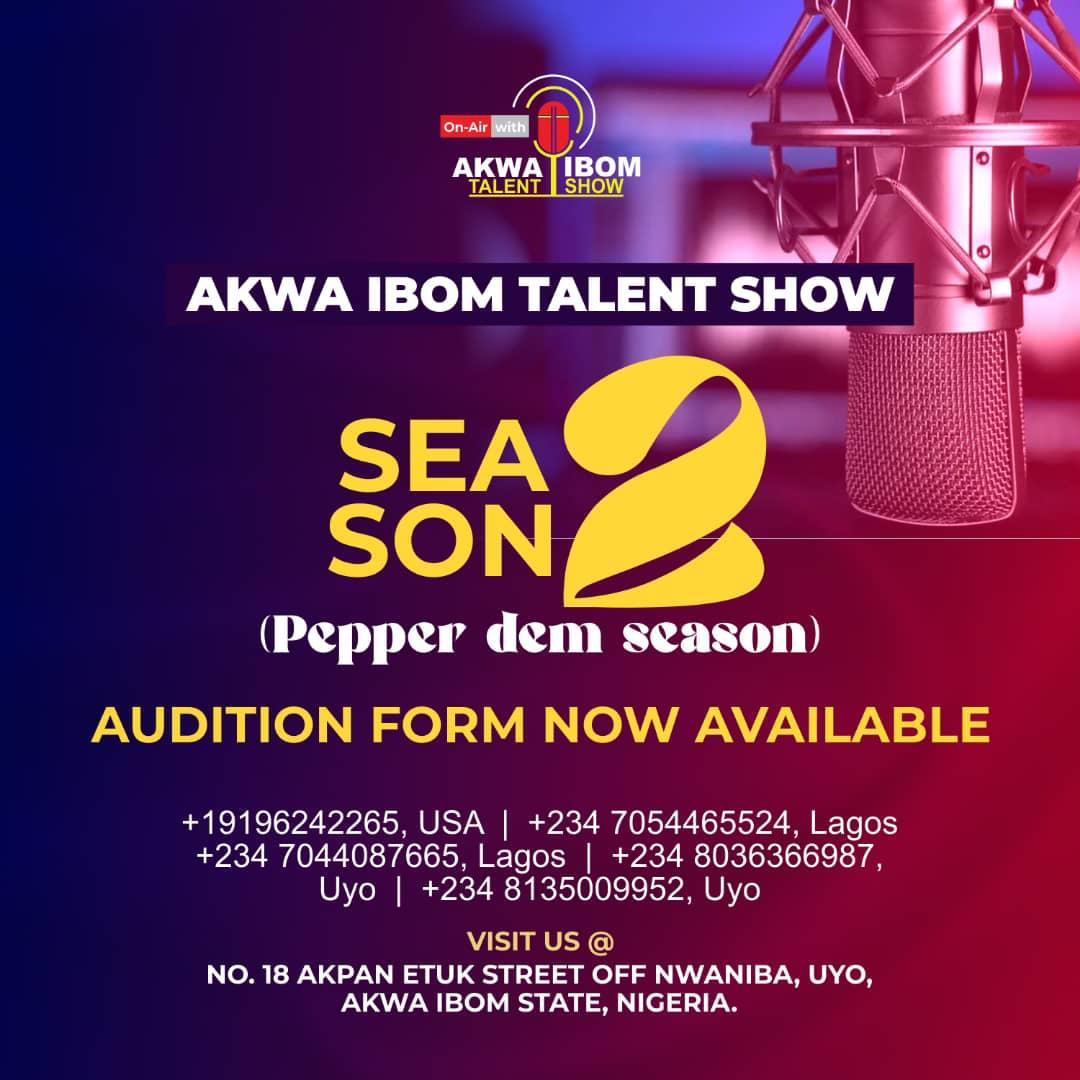 On-Air with
AKWA IBOM
TALENT SHOW
AKWA IBOM TALENT SHOW
SEA
SON 2
(Pepper dem season)
AUDITION FORM NOW AVAILABLE
+19196242265, USA | +234 7054465524, Lagos
+234 7044087665, Lagos | +234 8036366987,
Uyo | +234 8135009952, Uyo
VISIT US @
NO. 18 AKPAN ETUK STREET OFF NWANIBA, UYO,
AKWA IBOM STATE, NIGERIA.